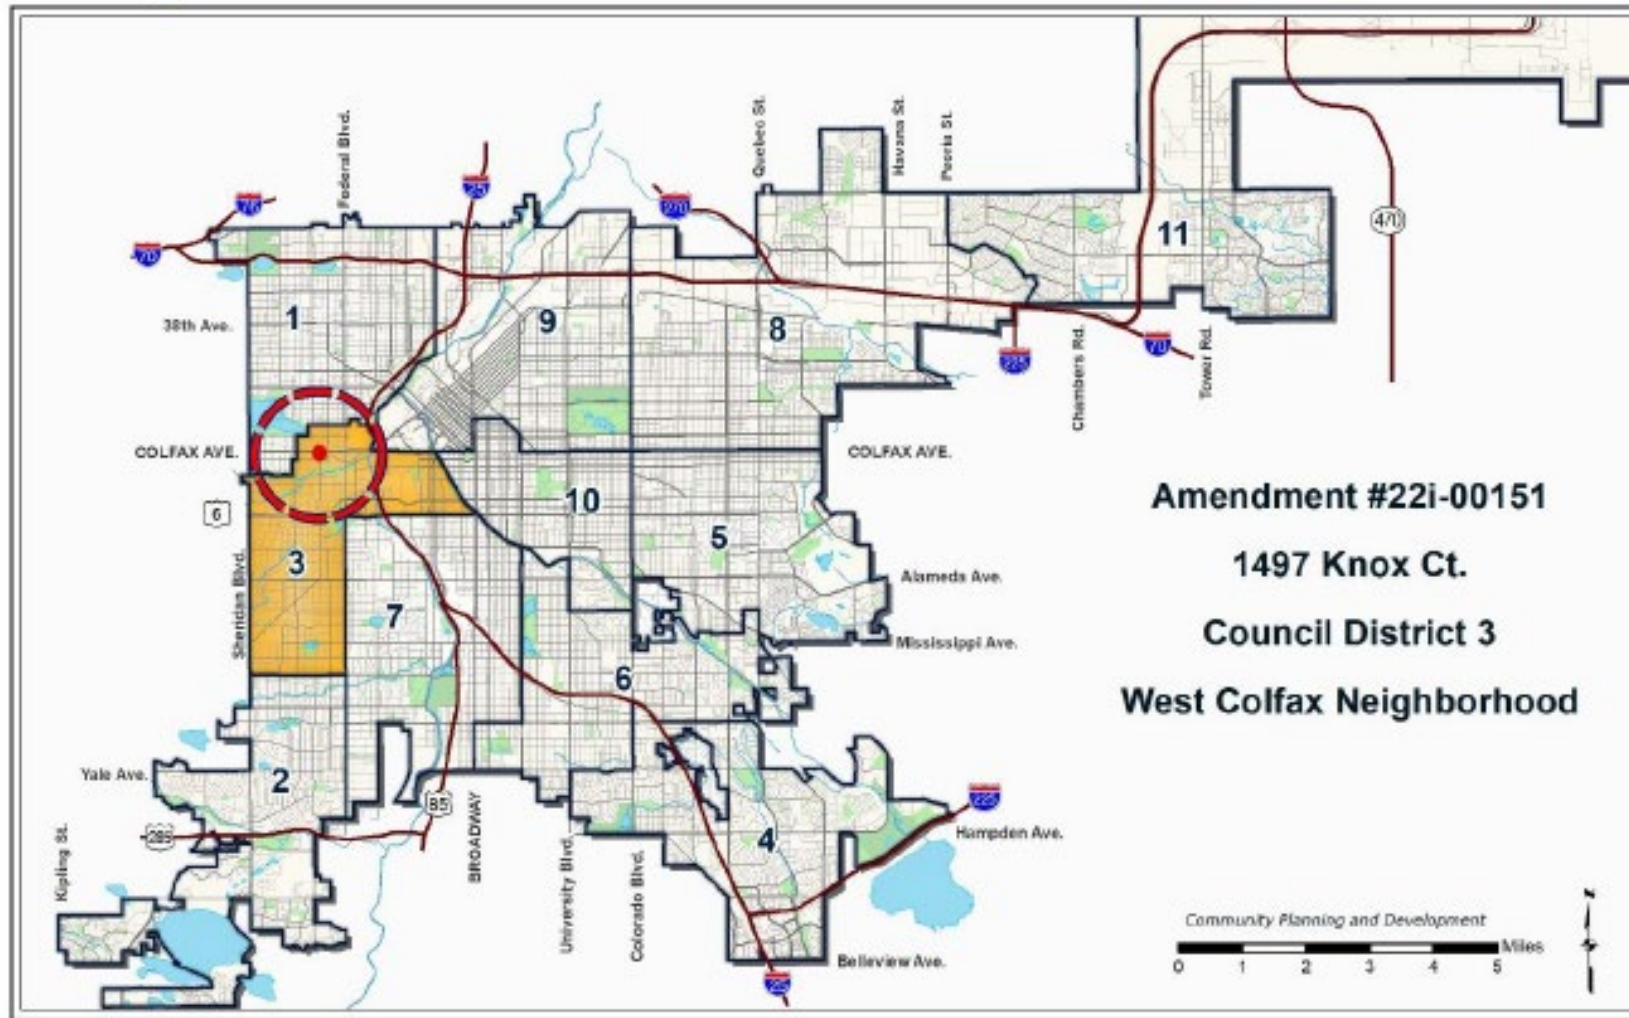 Federal Blvd.
Quebec St.
Havana St.
Peoria St.
76
25
270
70
470
11
1
38th Ave.
9
8
225
Chambers Rd.
70
Tower Rd.
COLFAX AVE.
COLFAX AVE.
10
6
5
3
Sheridan Blvd.
Alameda Ave.
7
Mississippi Ave.
6
Amendment #22i-00151
1497 Knox Ct.
Council District 3
West Colfax Neighborhood
Yale Ave.
2
85
BROADWAY
285
Kipling St.
University Blvd.
Colorado Blvd.
4
225
Hampden Ave.
Belleview Ave.
25
Community Planning and Development
Miles
0 1 2 3 4 5